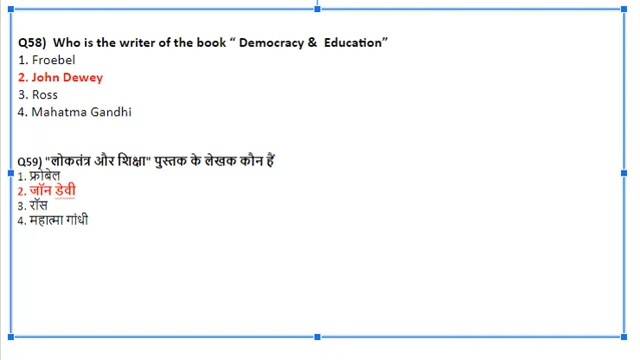 Q58)  Who is the writer of the book “ Democracy &  Education”
1. Froebel
2. John Dewey
3. Ross
4. Mahatma Gandhi
Q59) "लोकतंत्र और शिक्षा" पुस्तक के लेखक कौन हैं
1. फ्रोबेल
2. जॉन डेवी
3. रॉस
4. महात्मा गांधी